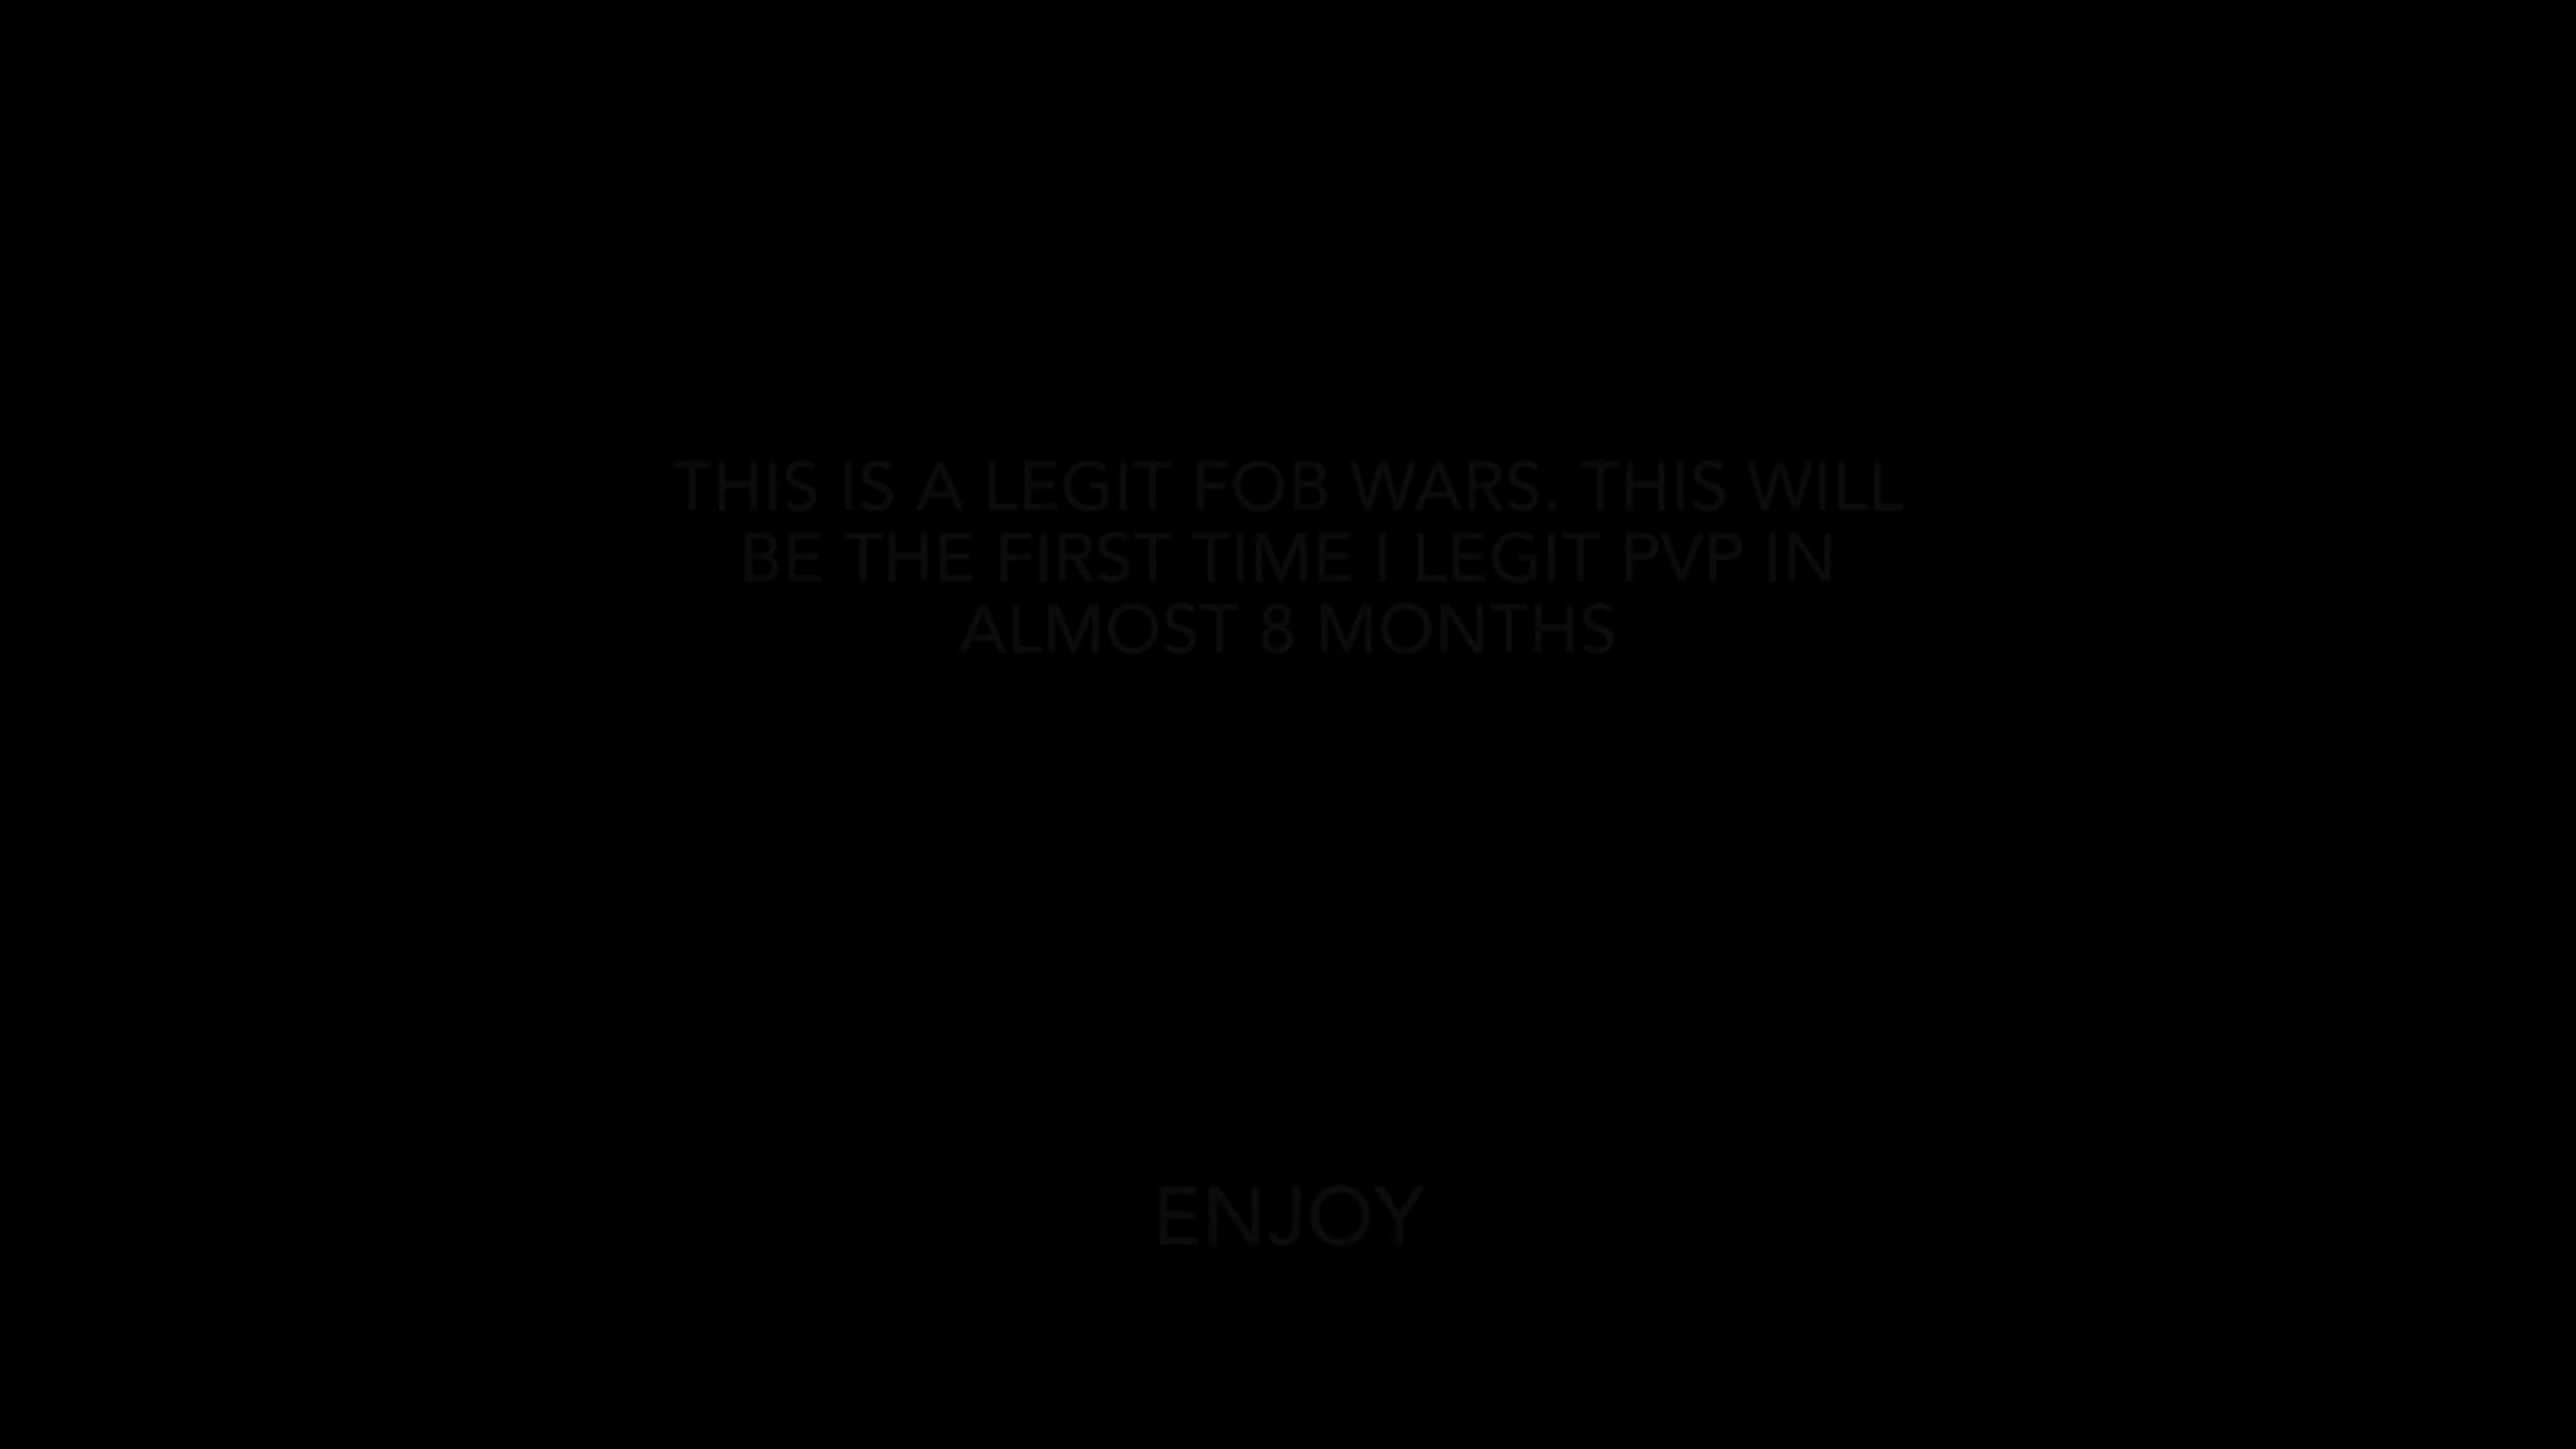 THIS IS A LEGIT FOB WARS. THIS WILL
BE THE FIRST TIME I LEGIT PVP IN
ALMOST 8 MONTHS
ENJOY